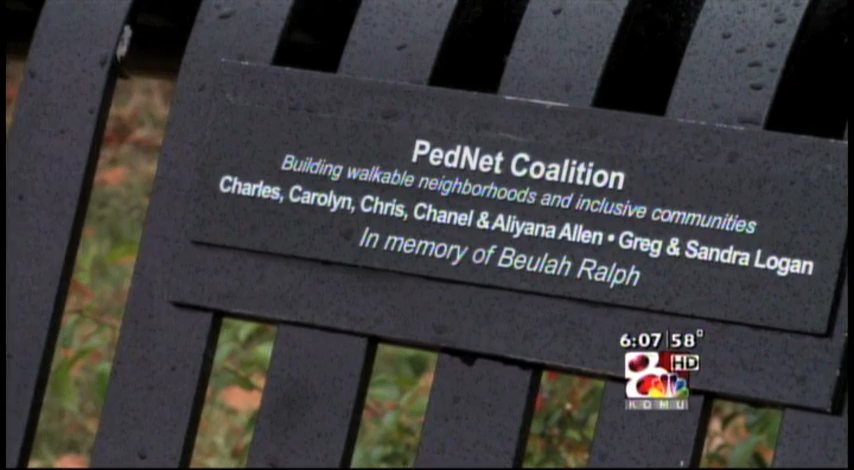 PedNet Coalition
Building walkable neighborhoods and inclusive communities
Charles, Carolyn, Chris, Chanel & Aliyana Allen • Greg & Sandra Logan
In memory of Beulah Ralph
6:07 58°
8 HD
KOMU